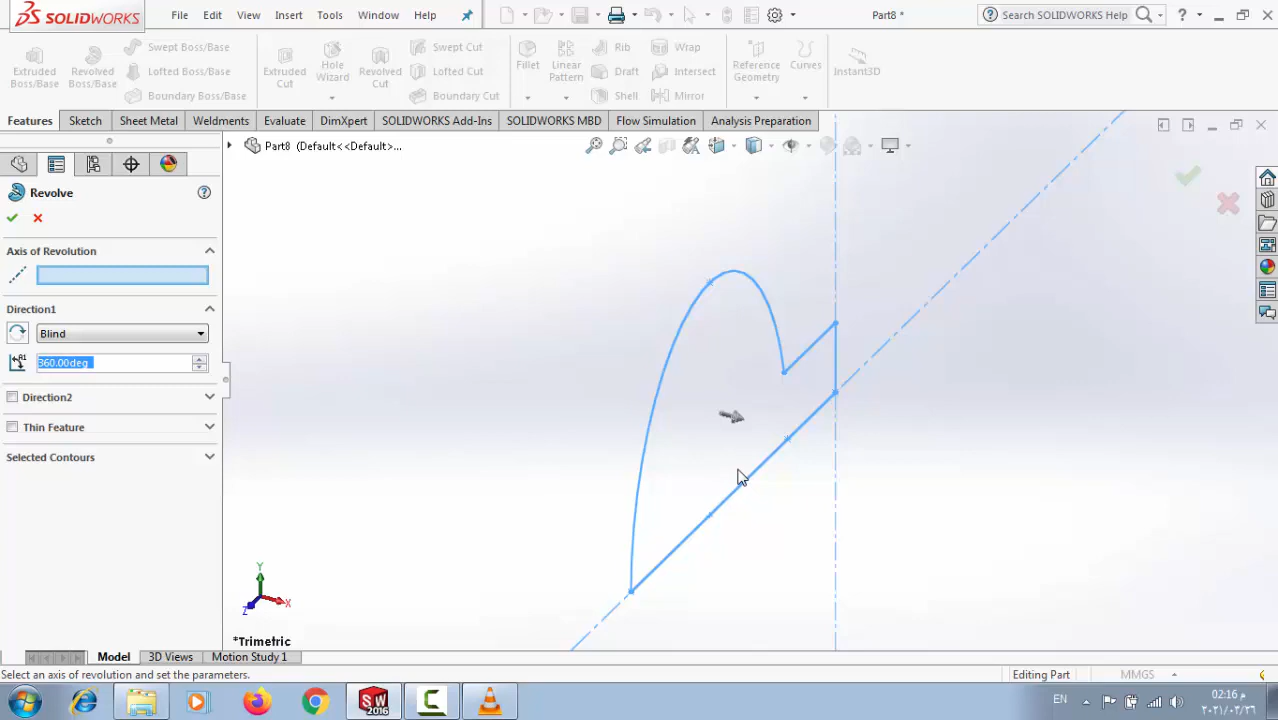 SOLIDWORKS
File Edit View Insert Tools Window Help
Part8 *
Search SOLIDWORKS Help
Extruded Boss/Base
Revolved Boss/Base
Swept Boss/Base
Lofted Boss/Base
Boundary Boss/Base
Extruded Cut
Hole Wizard
Revolved Cut
Swept Cut
Lofted Cut
Boundary Cut
Fillet
Linear Pattern
Rib
Draft
Shell
Wrap
Intersect
Mirror
Reference Geometry
Curves
Instant3D
Features Sketch Sheet Metal Weldments Evaluate DimXpert SOLIDWORKS Add-Ins SOLIDWORKS MBD Flow Simulation Analysis Preparation
Part8 (Default<<Default>...
Revolve
Axis of Revolution
Direction1
Blind
360.00deg
Direction2
Thin Feature
Selected Contours
Y
X
Z
*Trimetric
Model 3D Views Motion Study 1
Select an axis of revolution and set the parameters.
Editing Part
MMGS
SW 2016
EN
02:16 م
٢٠٢١/٠٣/٢٦